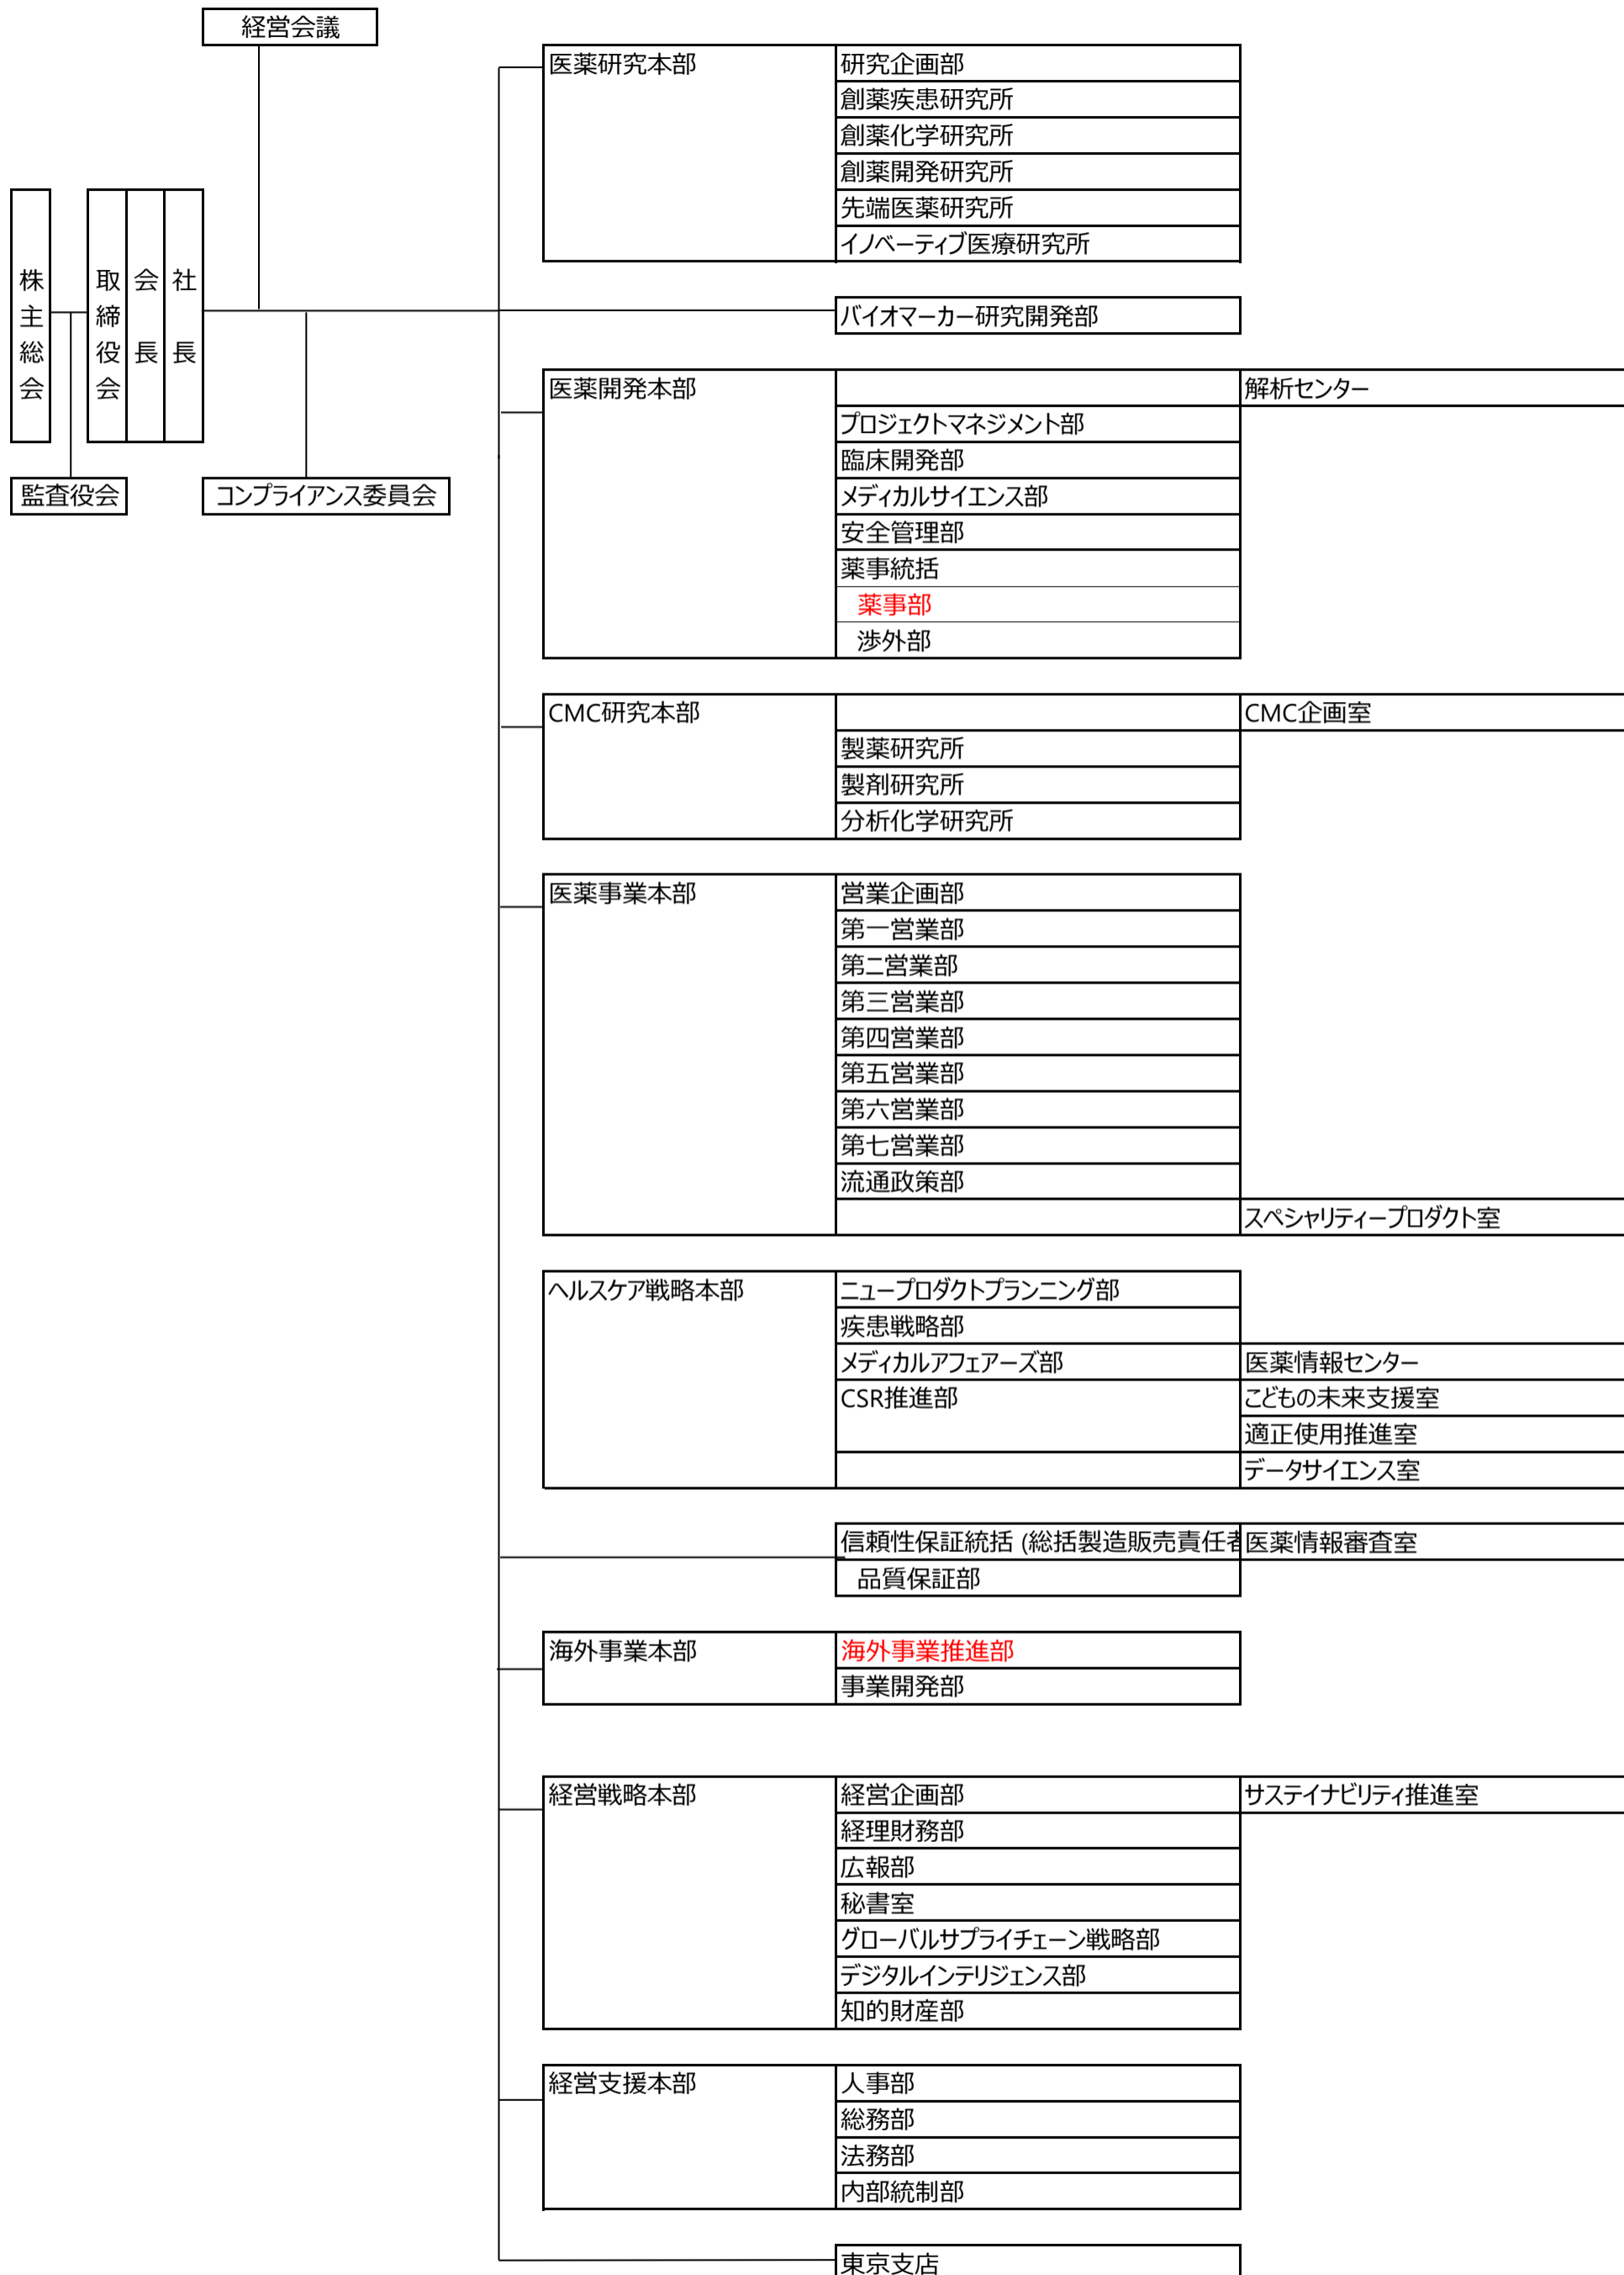 経営会議
株主総会
取締役会
会長
社長
監査役会
コンプライアンス委員会
医薬研究本部
研究企画部
創薬疾患研究所
創薬化学研究所
創薬開発研究所
先端医薬研究所
イノベーティブ医療研究所
バイオマーカー研究開発部
医薬開発本部
解析センター
プロジェクトマネジメント部
臨床開発部
メディカルサイエンス部
安全管理部
薬事統括
薬事部
渉外部
CMC研究本部
CMC企画室
製薬研究所
製剤研究所
分析化学研究所
医薬事業本部
営業企画部
第一営業部
第二営業部
第三営業部
第四営業部
第五営業部
第六営業部
第七営業部
流通政策部
スペシャリティープロダクト室
ヘルスケア戦略本部
ニュープロダクトプランニング部
疾患戦略部
メディカルアフェアーズ部
医薬情報センター
CSR推進部
こどもの未来支援室
適正使用推進室
データサイエンス室
信頼性保証統括 (総括製造販売責任者
医薬情報審査室
品質保証部
海外事業本部
海外事業推進部
事業開発部
経営戦略本部
経営企画部
サステイナビリティ推進室
経理財務部
広報部
秘書室
グローバルサプライチェーン戦略部
デジタルインテリジェンス部
知的財産部
経営支援本部
人事部
総務部
法務部
内部統制部
東京支店